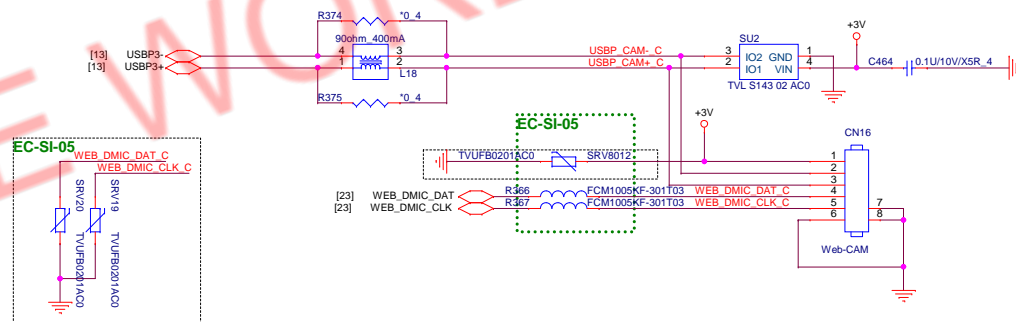 R374
*0_4
90ohm_400mA
[13] USBP3-
[13] USBP3+
4 3
1 2
L18
R375
*0_4
USBP_CAM-_C
USBP_CAM+_C
SU2
3 IO2 GND 1
2 IO1 VIN 4
TVL S143 02 AC0
+3V
C464
0.1U/10V/X5R_4
EC-SI-05
WEB_DMIC_DAT_C
WEB_DMIC_CLK_C
SRV20
TVUFB0201AC0
SRV19
TVUFB0201AC0
EC-SI-05
TVUFB0201AC0
SRV8012
+3V
[23] WEB_DMIC_DAT
[23] WEB_DMIC_CLK
R366
FCM1005KF-301T03
WEB_DMIC_DAT_C
R367
FCM1005KF-301T03
WEB_DMIC_CLK_C
CN16
1
2
3
4
5
6
7
8
Web-CAM
E WOR